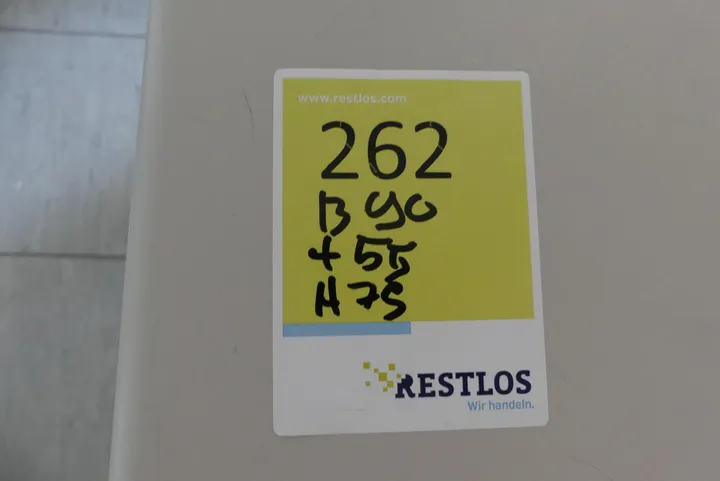 www.restlos.com
262
B 90
+ 55
H 75
RESTLOS
Wir handeln.